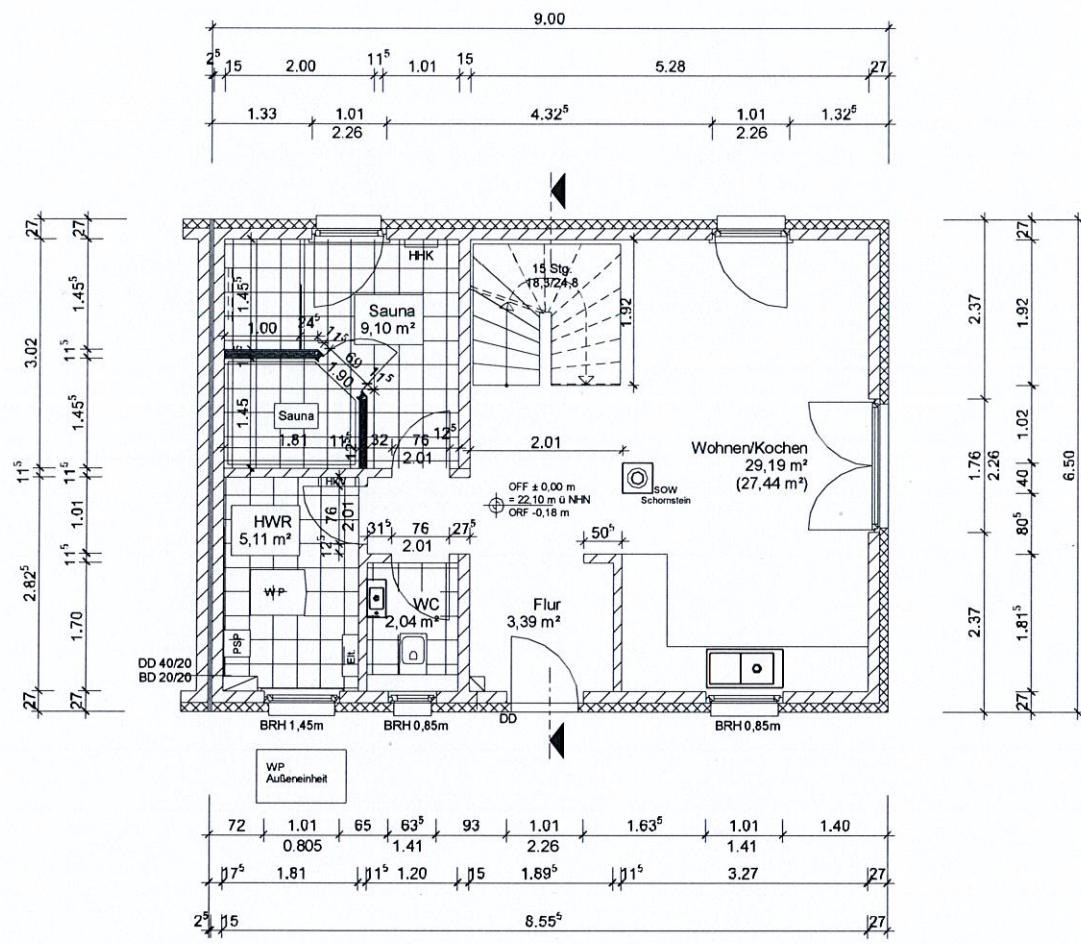 9.00
2⁵ 15 2.00 11⁵ 1.01 15 5.28 27
1.33 1.01 4.32⁵ 1.01 1.32⁵
2.26 2.26
27 27
3.02 1.45⁵
11⁵
1.45
11⁵ 11⁵
1.01
2.82⁵ 11⁵
1.70
27 27
HHK
1.45⁵
1.00 24⁵
Sauna
9,10 m²
11⁵ 69 11⁵
1.90
15 Stg.
18,3/24,8
1.92
1.45
Sauna
1.81 11⁵ 32 76 12⁵
12⁵ 2.01
2.01
Wohnen/Kochen
29,19 m²
(27,44 m²)
SOW
Schornstein
OFF ± 0,00 m
= 22,10 m ü NHN
ORF -0,18 m
HWR
5,11 m²
76
2.01
12⁵
31⁵ 76 27⁵
2.01
50⁵
WP
WC
2,04 m²
Flur
3,39 m²
PSP
Elt.
DD 40/20
BD 20/20
DD
BRH 1,45m
BRH 0,85m
BRH 0,85m
WP
Außeneinheit
27
2.37 1.92
1.76 1.02
2.26 40
80⁵
2.37 1.81⁵
27
6.50
72 1.01 65 63⁵ 93 1.01 1.63⁵ 1.01 1.40
0.805 1.41 2.26 1.41
17⁵ 1.81 11⁵ 1.20 15 1.89⁵ 11⁵ 3.27 27
2⁵ 15 8.55⁵ 27